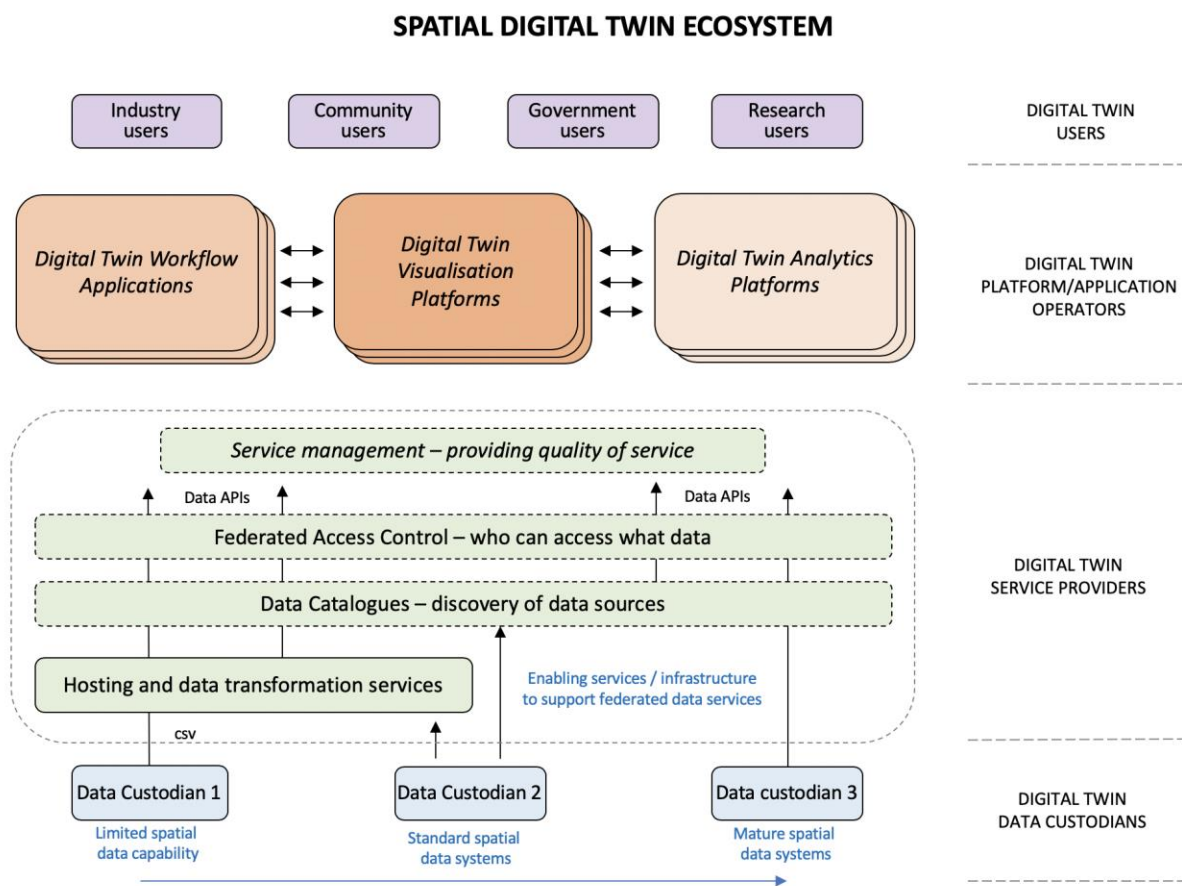 SPATIAL DIGITAL TWIN ECOSYSTEM
Industry
users
Community
users
Government
users
Research
users
DIGITAL TWIN
USERS
Digital Twin Workflow
Applications
Digital Twin
Visualisation
Platforms
Digital Twin Analytics
Platforms
DIGITAL TWIN
PLATFORM/APPLICATION
OPERATORS
Service management – providing quality of service
Data APIs
Data APIs
Federated Access Control – who can access what data
Data Catalogues – discovery of data sources
Hosting and data transformation services
Enabling services / infrastructure
to support federated data services
csv
DIGITAL TWIN
SERVICE PROVIDERS
Data Custodian 1
Data Custodian 2
Data custodian 3
Limited spatial
data capability
Standard spatial
data systems
Mature spatial
data systems
DIGITAL TWIN
DATA CUSTODIANS